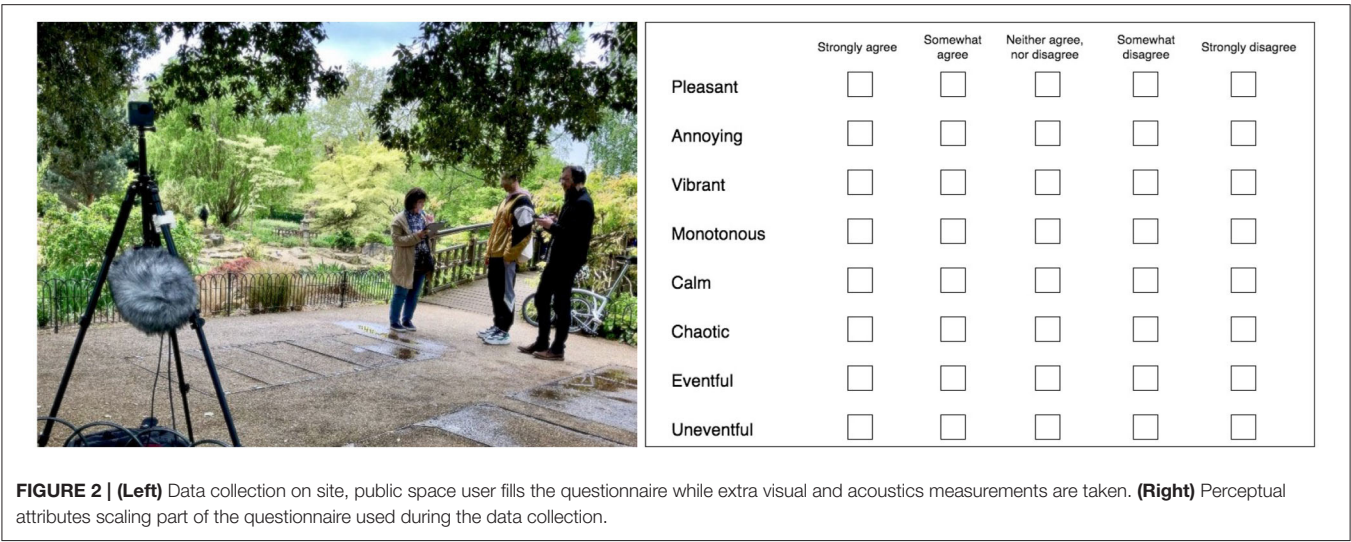 Strongly agree
Somewhat agree
Neither agree, nor disagree
Somewhat disagree
Strongly disagree
Pleasant
Annoying
Vibrant
Monotonous
Calm
Chaotic
Eventful
Uneventful
FIGURE 2 | (Left) Data collection on site, public space user fills the questionnaire while extra visual and acoustics measurements are taken. (Right) Perceptual
attributes scaling part of the questionnaire used during the data collection.